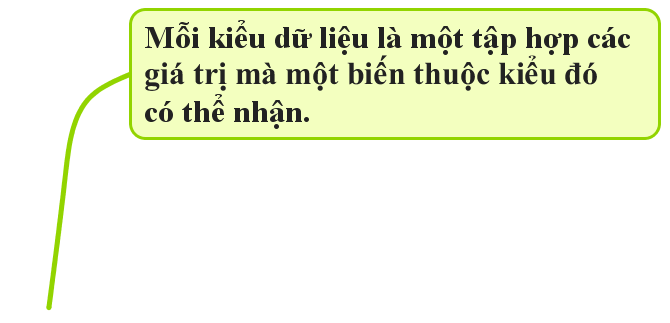 Mỗi kiểu dữ liệu là một tập hợp các
giá trị mà một biến thuộc kiểu đó
có thể nhận.